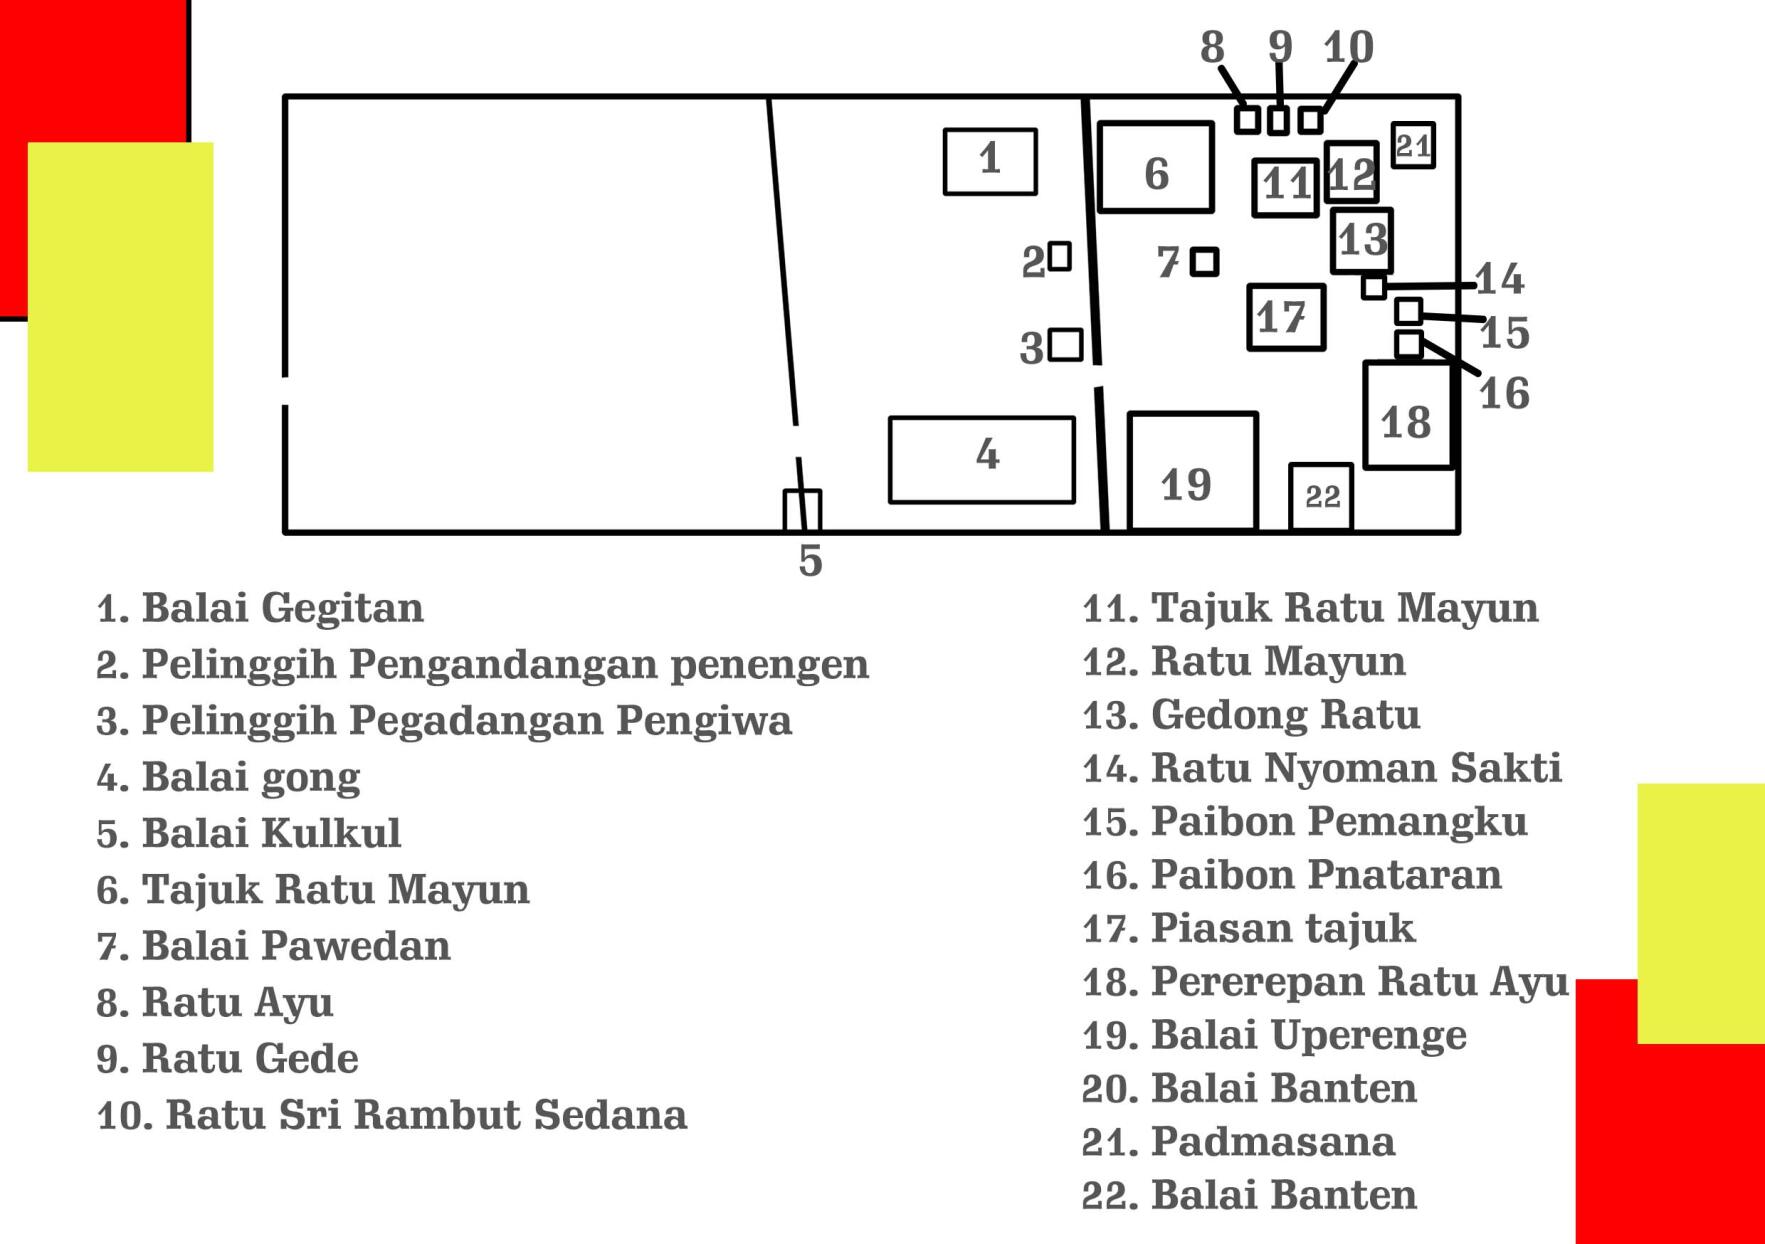 8 9 10
1
6
11
12
21
2
7
13
14
3
17
15
16
4
18
19
22
5
1. Balai Gegitan
2. Pelinggih Pengandangan penengen
3. Pelinggih Pegadangan Pengiwa
4. Balai gong
5. Balai Kulkul
6. Tajuk Ratu Mayun
7. Balai Pawedan
8. Ratu Ayu
9. Ratu Gede
10. Ratu Sri Rambut Sedana
11. Tajuk Ratu Mayun
12. Ratu Mayun
13. Gedong Ratu
14. Ratu Nyoman Sakti
15. Paibon Pemangku
16. Paibon Pnataran
17. Piasan tajuk
18. Pererepan Ratu Ayu
19. Balai Uperenge
20. Balai Banten
21. Padmasana
22. Balai Banten